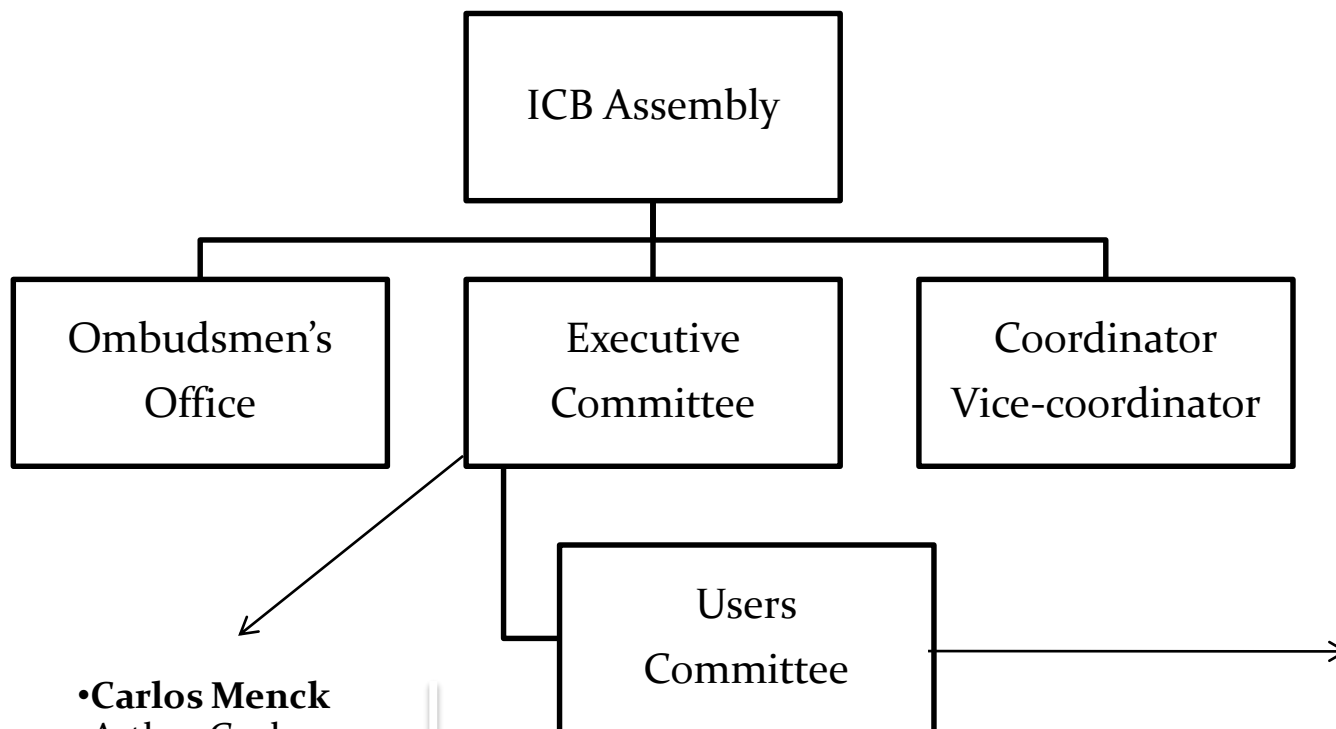 ICB Assembly
Ombudsmen's
Office
Executive
Committee
Coordinator
Vice-coordinator
Users
Committee
•Carlos Menck